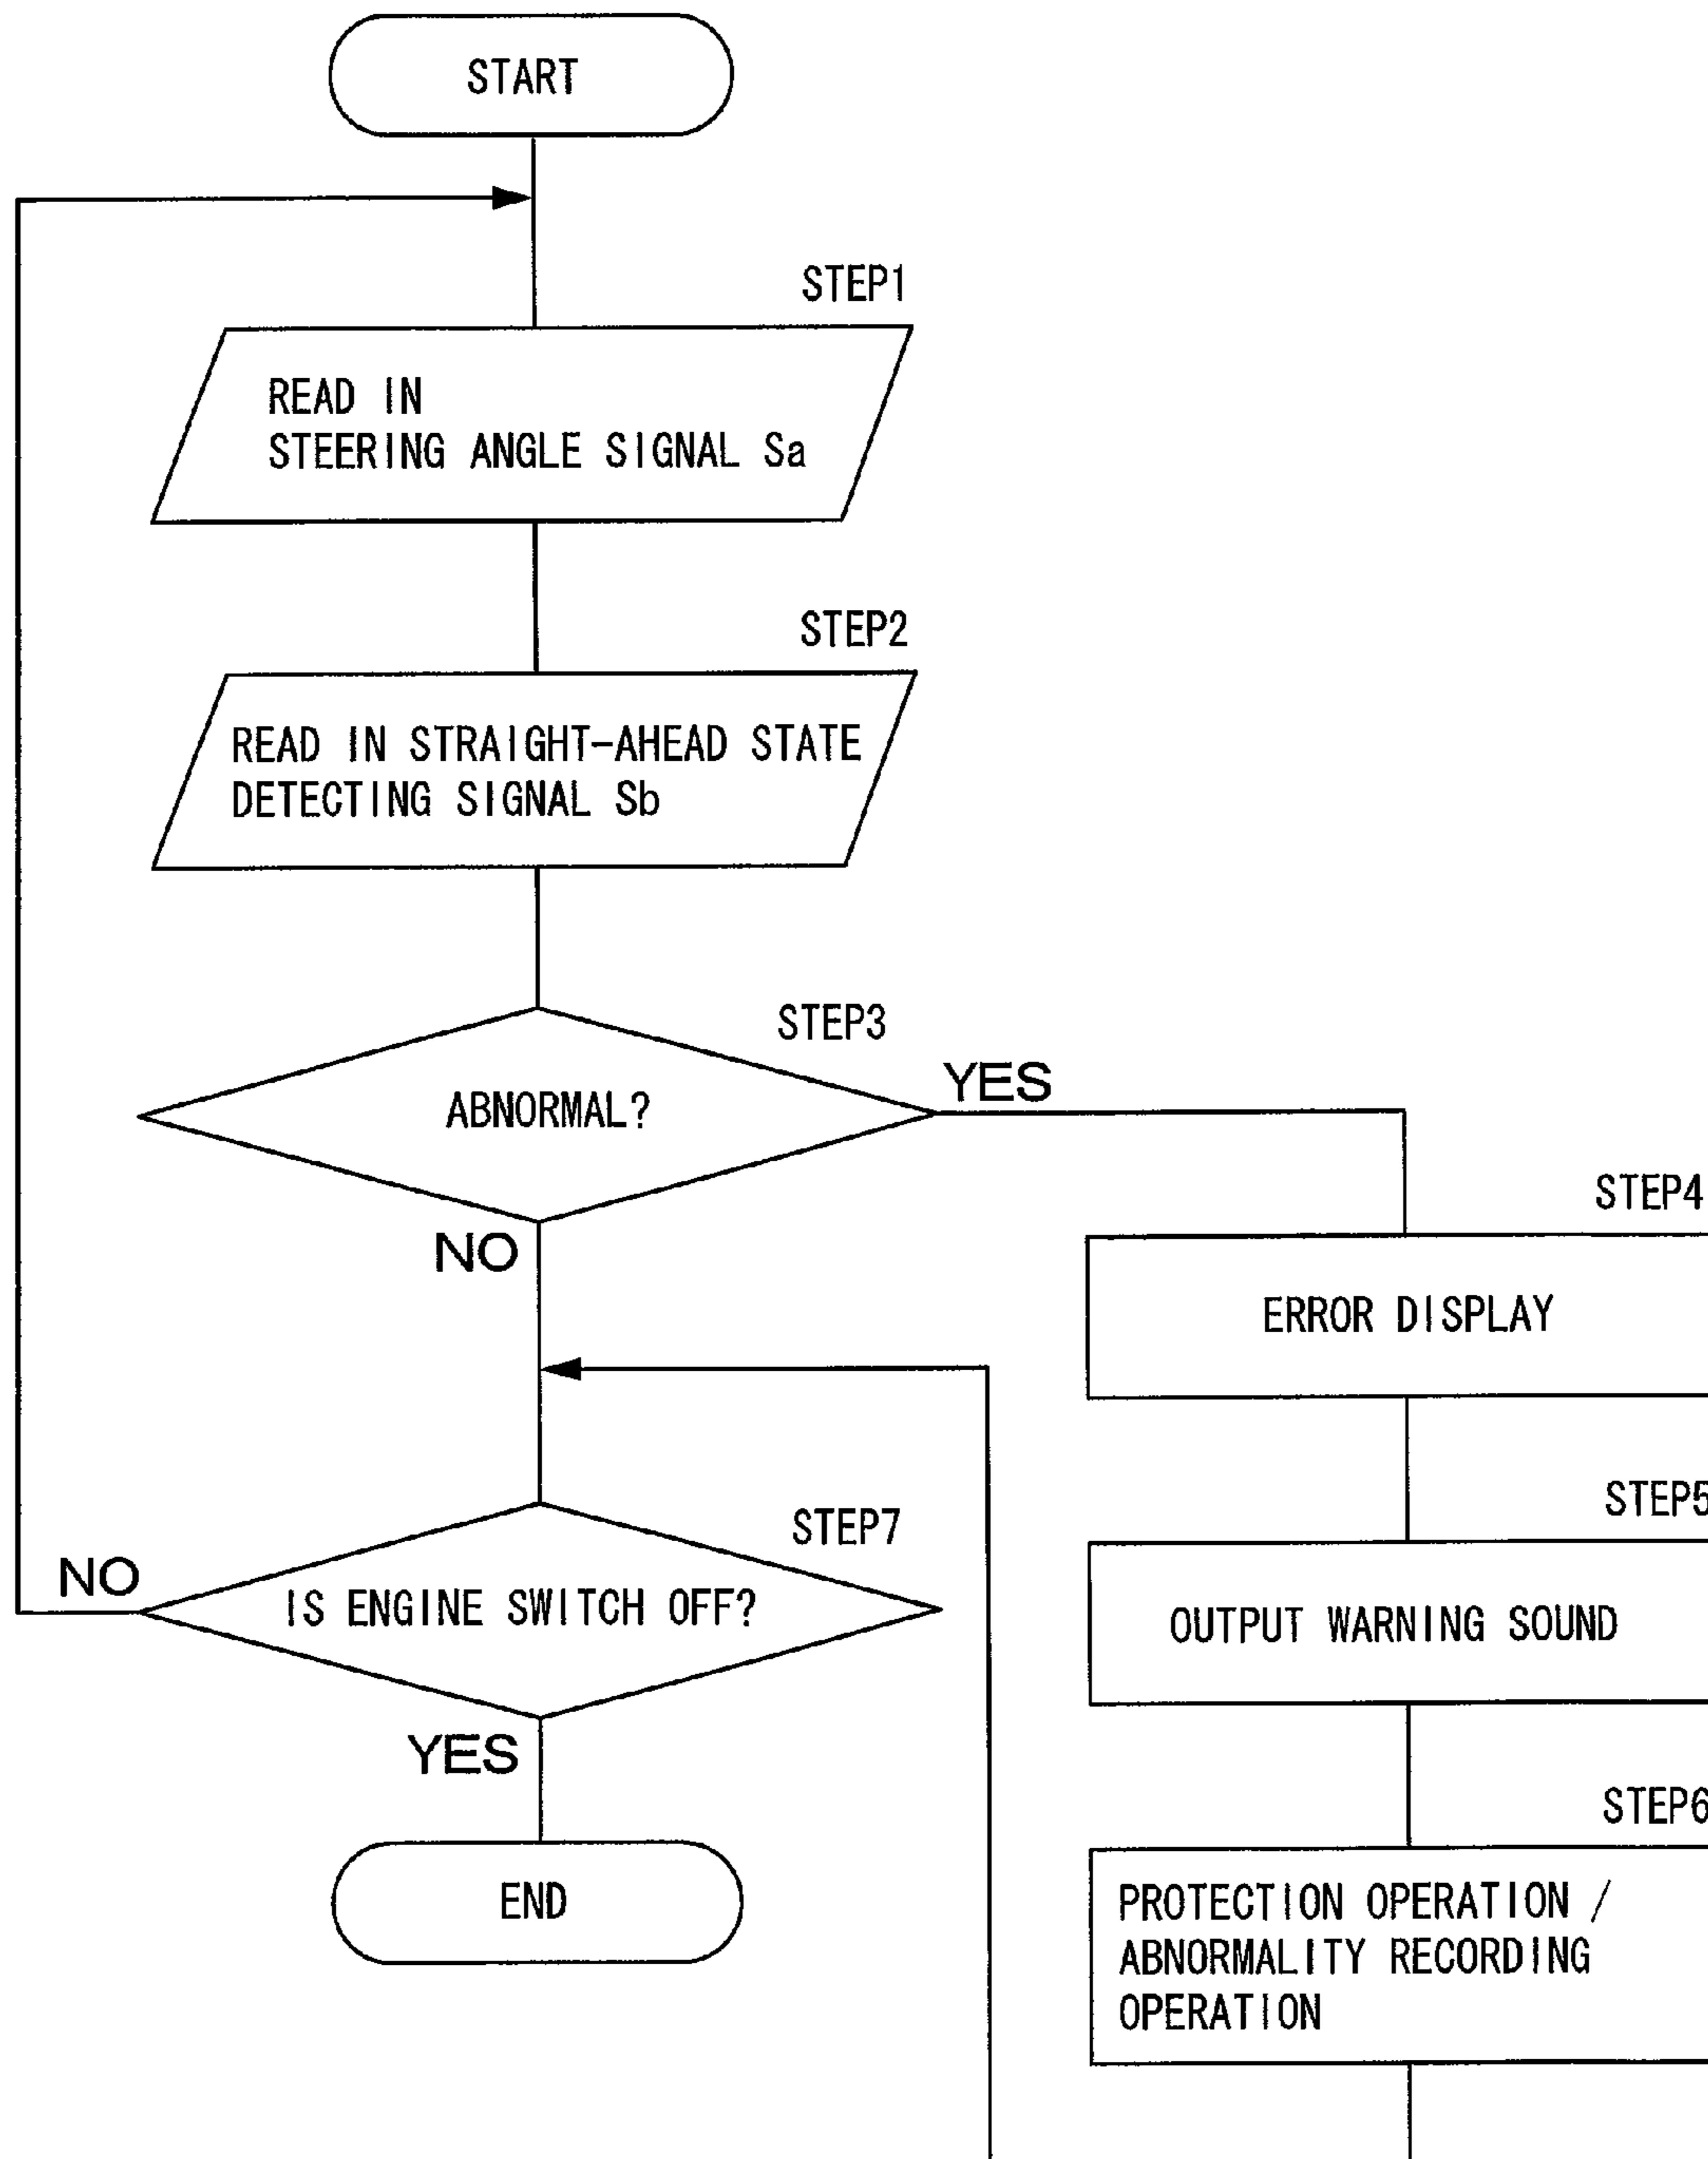 START
STEP1
READ IN
STEERING ANGLE SIGNAL Sa
STEP2
READ IN STRAIGHT-AHEAD STATE
DETECTING SIGNAL Sb
STEP3
ABNORMAL?
YES
NO
STEP4
ERROR DISPLAY
STEP5
OUTPUT WARNING SOUND
STEP6
PROTECTION OPERATION /
ABNORMALITY RECORDING
OPERATION
STEP7
IS ENGINE SWITCH OFF?
NO
YES
END